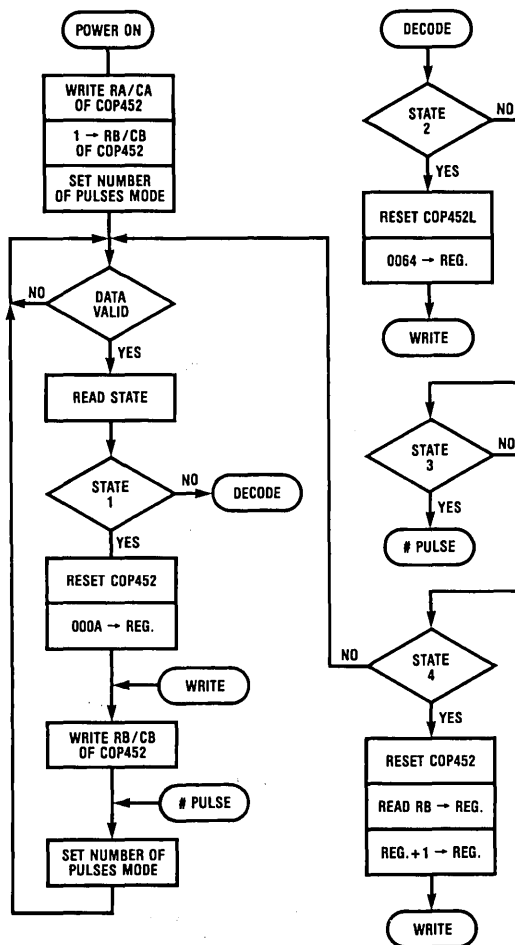 POWER ON
WRITE RA/CA
OF COP452
1 → RB/CB
OF COP452
SET NUMBER
OF PULSES MODE
NO
DATA
VALID
YES
READ STATE
STATE
1
NO
DECODE
YES
RESET COP452
000A → REG.
WRITE
WRITE RB/CB
OF COP452
# PULSE
SET NUMBER OF
PULSES MODE
DECODE
STATE
2
NO
YES
RESET COP452L
0064 → REG.
WRITE
STATE
3
NO
YES
# PULSE
NO
STATE
4
YES
RESET COP452
READ RB → REG.
REG.+1 → REG.
WRITE